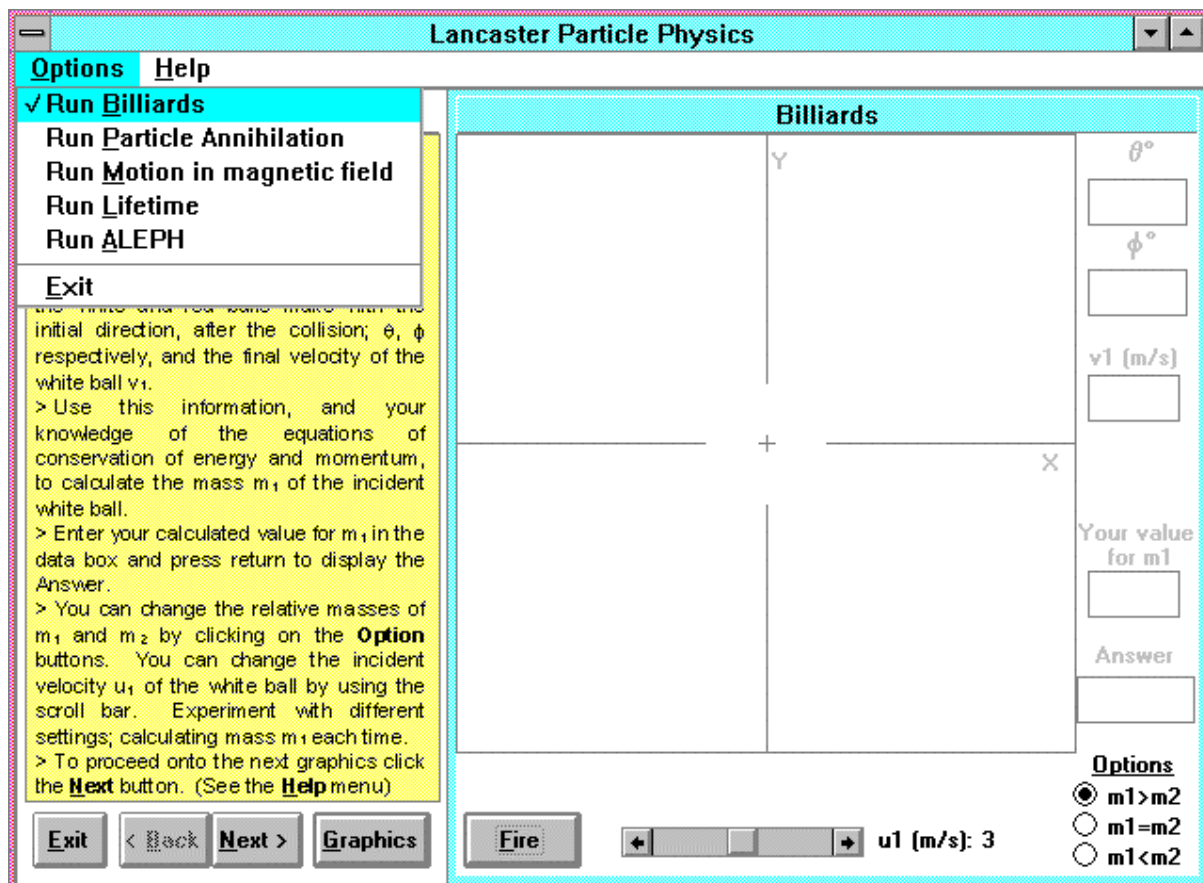 Lancaster Particle Physics
Options Help
✓ Run Billiards
Run Particle Annihilation
Run Motion in magnetic field
Run Lifetime
Run ALEPH
Exit
initial direction, after the collision; θ, ϕ
respectively, and the final velocity of the
white ball v₁.
> Use this information, and your
knowledge of the equations of
conservation of energy and momentum,
to calculate the mass m₁ of the incident
white ball.
> Enter your calculated value for m₁ in the
data box and press return to display the
Answer.
> You can change the relative masses of
m₁ and m₂ by clicking on the Option
buttons. You can change the incident
velocity u₁ of the white ball by using the
scroll bar. Experiment with different
settings; calculating mass m₁ each time.
> To proceed onto the next graphics click
the Next button. (See the Help menu)
Exit < Back Next > Graphics
Billiards
Y
X
θ°
ϕ°
v1 (m/s)
Your value
for m1
Answer
Options
m1>m2
m1=m2
m1<m2
Fire
u1 (m/s): 3